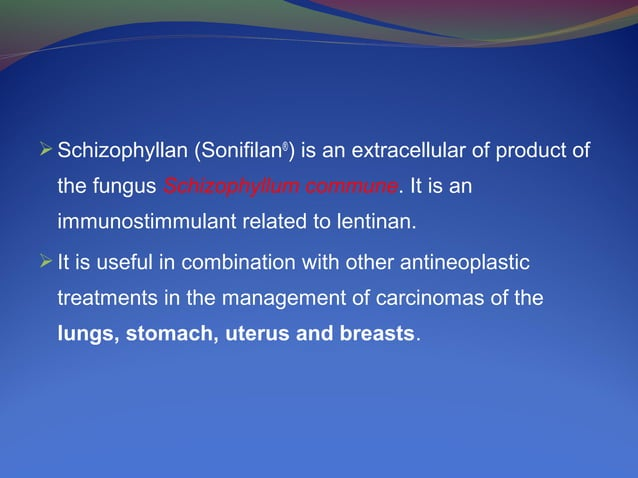 Schizophyllan (Sonifilan®) is an extracellular of product of
the fungus Schizophyllum commune. It is an
immunostimmulant related to lentinan.
It is useful in combination with other antineoplastic
treatments in the management of carcinomas of the
lungs, stomach, uterus and breasts.